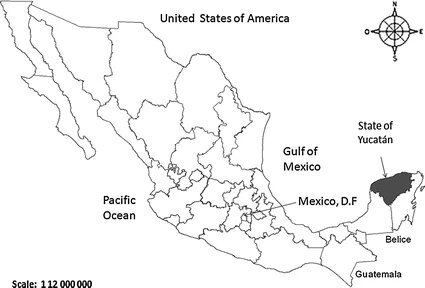 United States of America
N
O
E
S
State of
Yucatán
Gulf of
Mexico
Pacific
Ocean
Mexico, D.F
Belice
Guatemala
Scale: 1 12 000 000